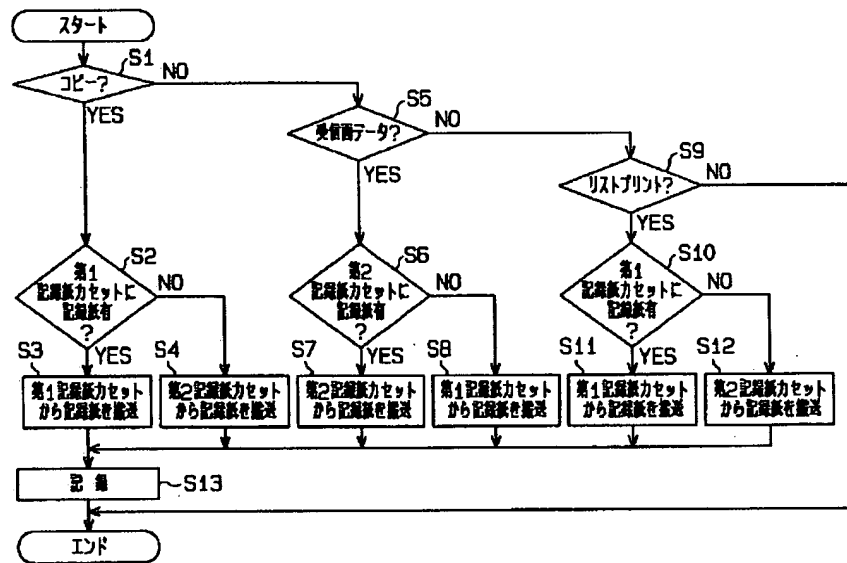 スタート
S1
コピー?
NO
YES
S5
受信画データ?
NO
YES
S9
リストプリント?
NO
YES
S2
第1
記録紙カセットに
記録紙有
?
NO
YES
S6
第2
記録紙カセットに
記録紙有
?
NO
YES
S10
第1
記録紙カセットに
記録紙有
?
NO
YES
S3
第1記録紙カセット
から記録紙を搬送
S4
第2記録紙カセット
から記録紙を搬送
S7
第2記録紙カセット
から記録紙を搬送
S8
第1記録紙カセット
から記録紙を搬送
S11
第1記録紙カセット
から記録紙を搬送
S12
第2記録紙カセット
から記録紙を搬送
記録
S13
エンド